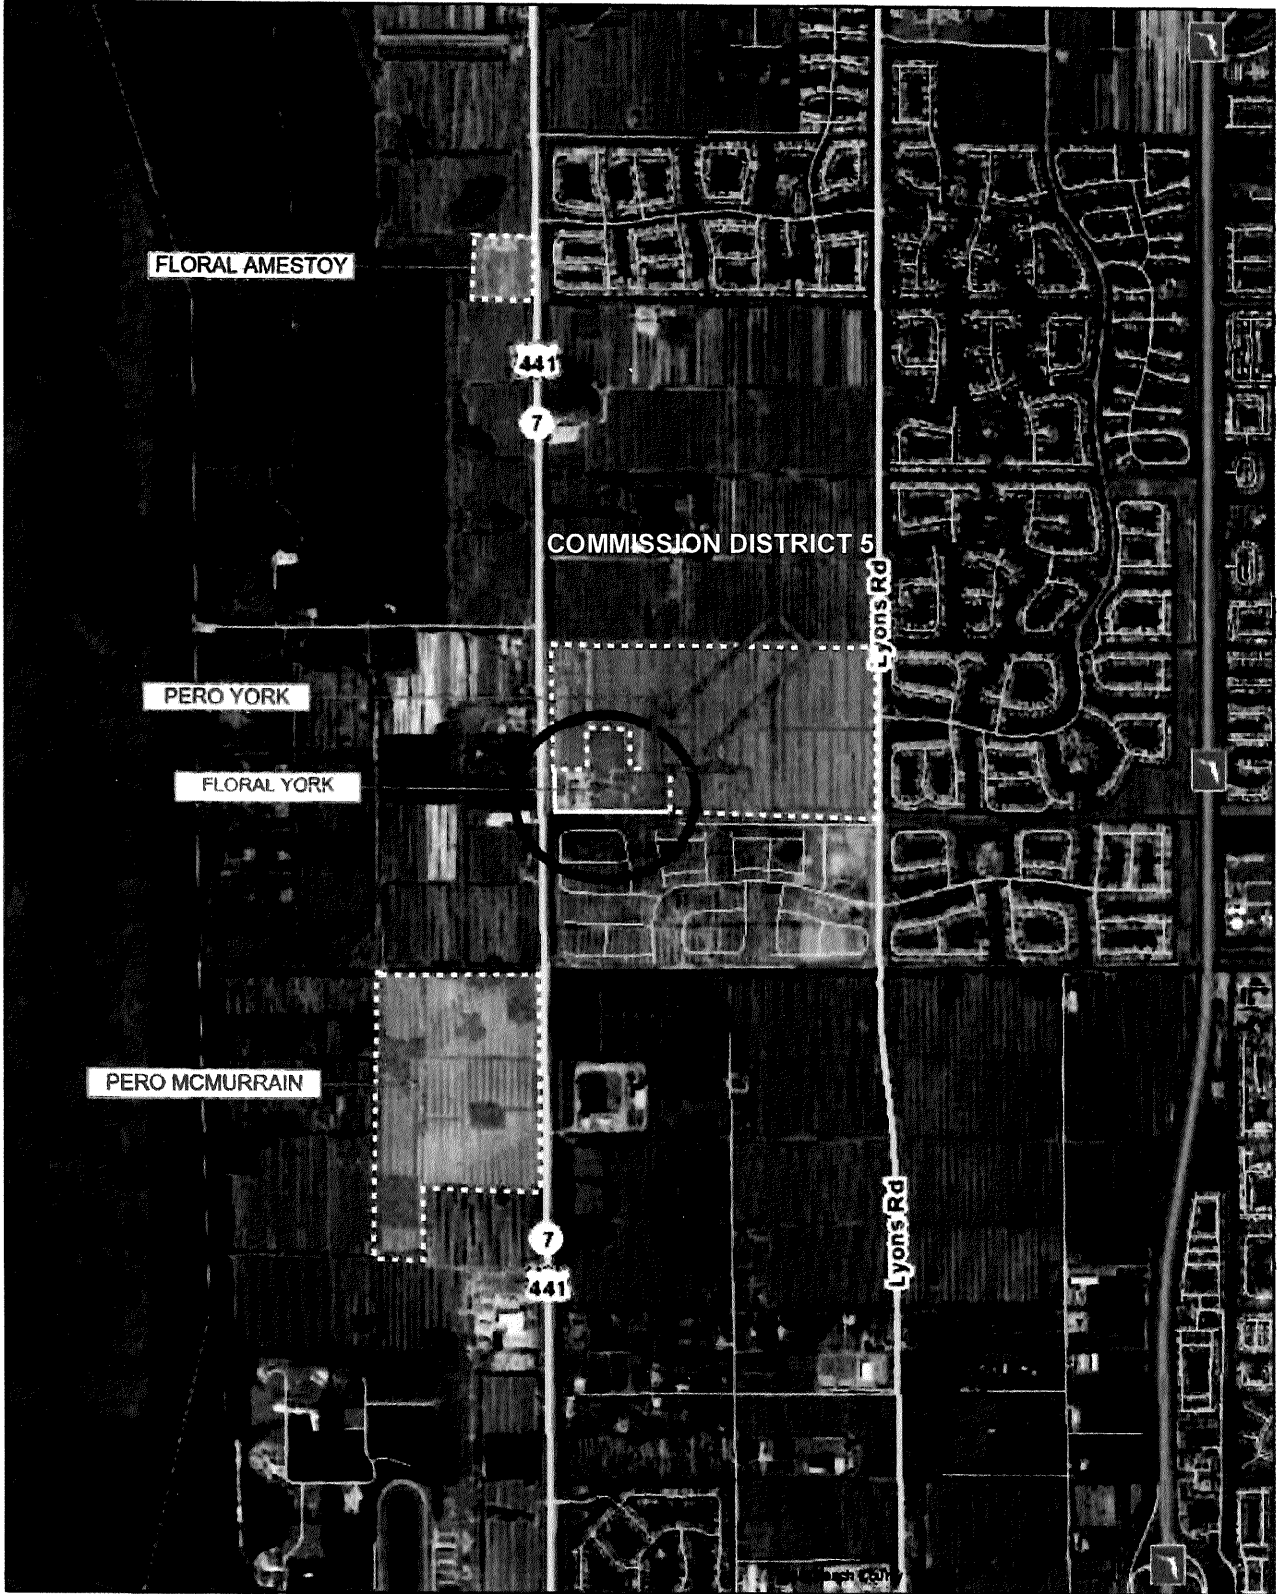 FLORAL AMESTOY
441
7
COMMISSION DISTRICT 5
Lyons Rd
PERO YORK
FLORAL YORK
PERO MCMURRAIN
Lyons Rd
7
441